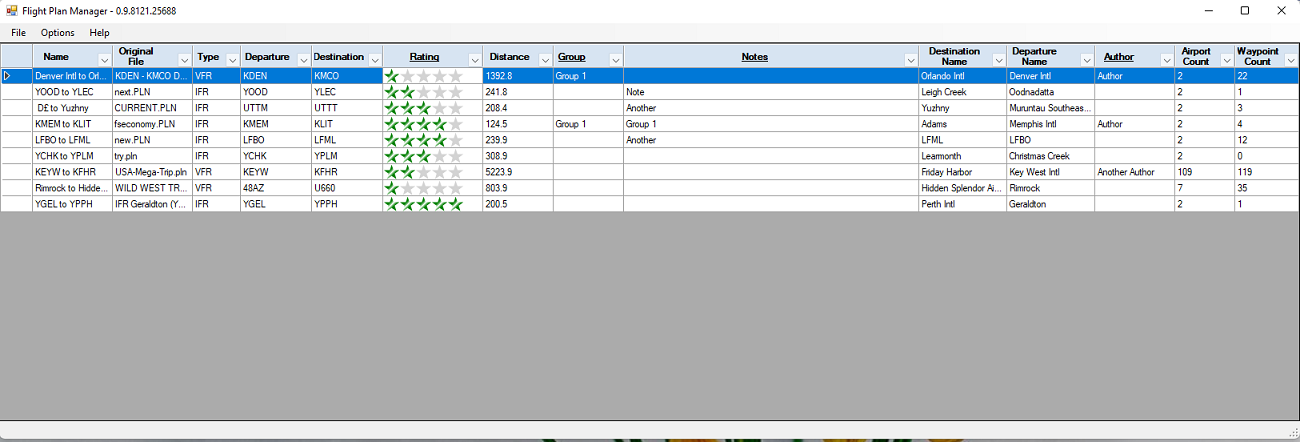 Flight Plan Manager - 0.9.8121.25688
File Options Help
Name Original File Type Departure Destination Rating Distance Group Notes Destination Name Departure Name Author Airport Count Waypoint Count
Denver Intl to Orl... KDEN - KMCO D... VFR KDEN KMCO 1392.8 Group 1 Orlando Intl Denver Intl Author 2 22
YOOD to YLEC next.PLN IFR YOOD YLEC 241.8 Note Leigh Creek Oodnadatta 2 1
Ð£ to Yuzhny CURRENT.PLN IFR UTTM UTTT 208.4 Another Yuzhny Muruntau Southeas... 2 3
KMEM to KLIT fseconomy.PLN IFR KMEM KLIT 124.5 Group 1 Group 1 Adams Memphis Intl Author 2 4
LFBO to LFML new.PLN IFR LFBO LFML 239.9 Another LFML LFBO 2 12
YCHK to YPLM try.pln IFR YCHK YPLM 308.9 Learmonth Christmas Creek 2 0
KEYW to KFHR USA-Mega-Trip.pln VFR KEYW KFHR 5223.9 Friday Harbor Key West Intl Another Author 109 119
Rimrock to Hidde... WILD WEST TR... VFR 48AZ U660 803.9 Hidden Splendor Ai... Rimrock 7 35
YGEL to YPPH IFR Geraldton (Y... IFR YGEL YPPH 200.5 Perth Intl Geraldton 2 1